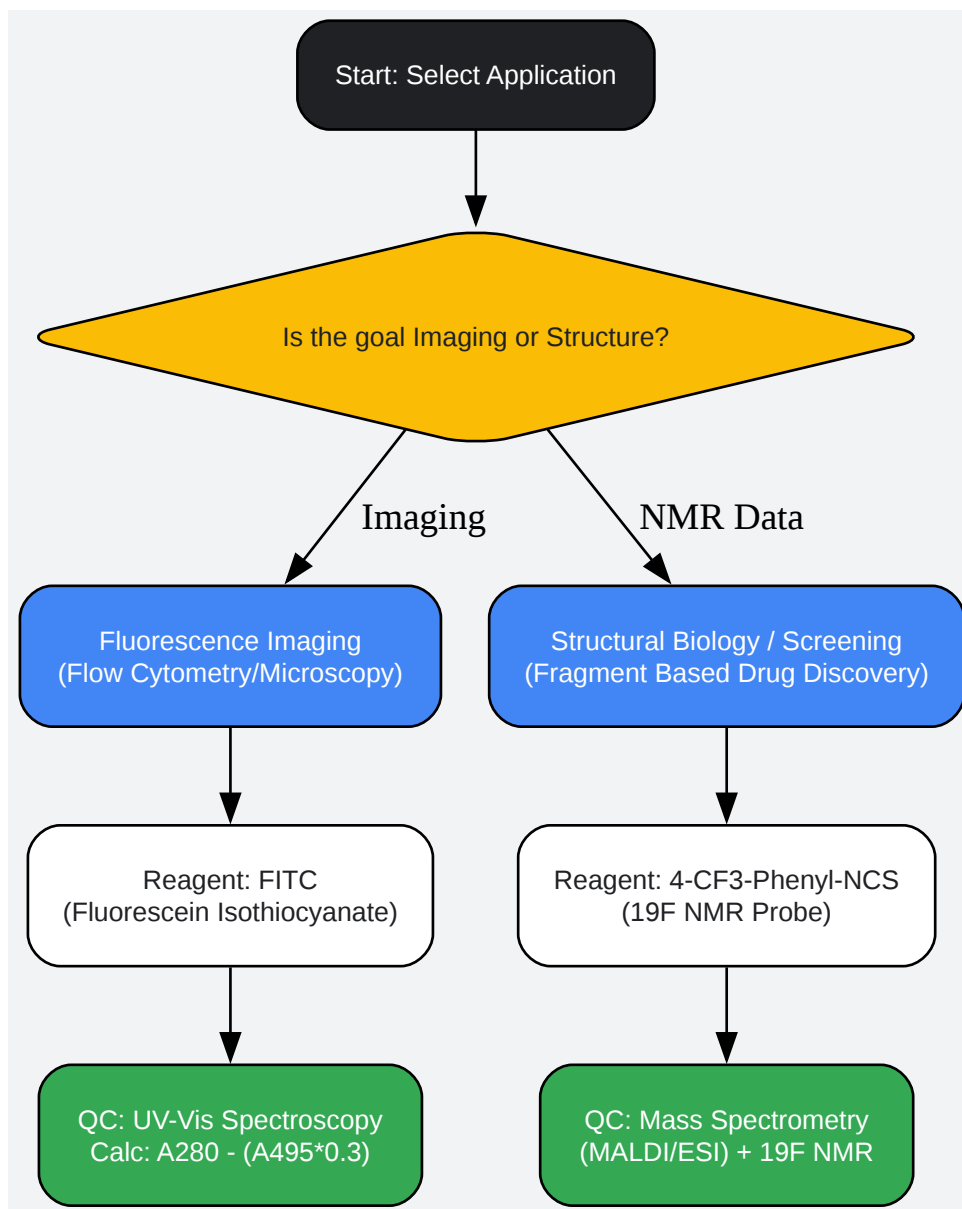 Start: Select Application
Is the goal Imaging or Structure?
Imaging
NMR Data
Fluorescence Imaging
(Flow Cytometry/Microscopy)
Structural Biology / Screening
(Fragment Based Drug Discovery)
Reagent: FITC
(Fluorescein Isothiocyanate)
Reagent: 4-CF3-Phenyl-NCS
(19F NMR Probe)
QC: UV-Vis Spectroscopy
Calc: A280 - (A495*0.3)
QC: Mass Spectrometry
(MALDI/ESI) + 19F NMR